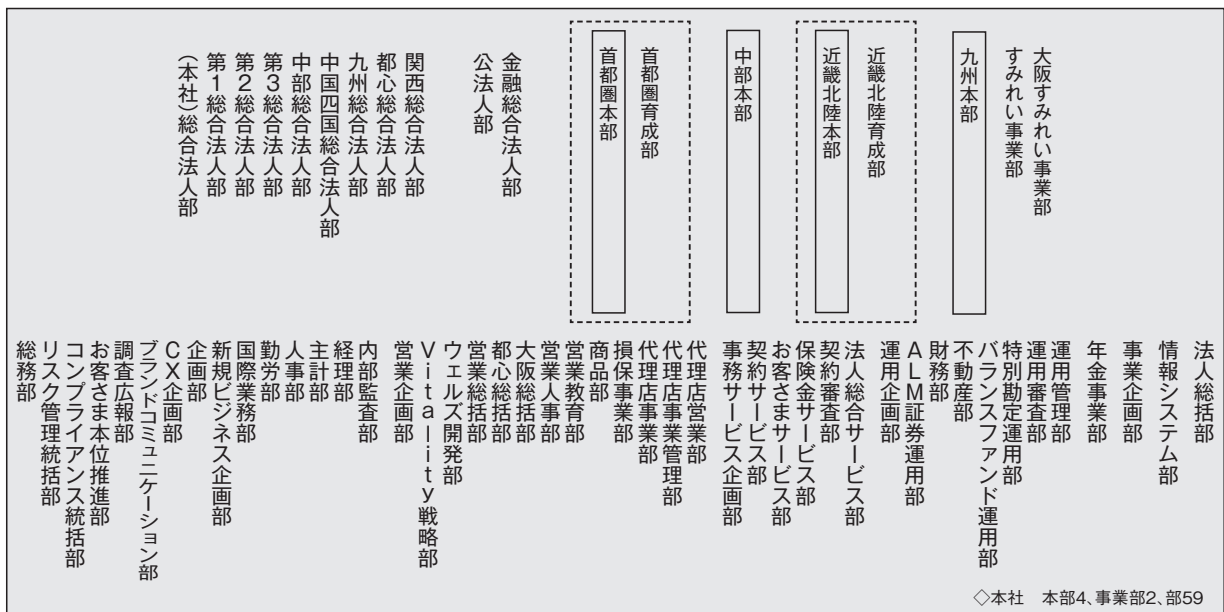 大阪すみれい事業部
すみれい事業部
九州本部
近畿北陸育成部
近畿北陸本部
中部本部
首都圏育成部
首都圏本部
金融総合法人部
公法人部
関西総合法人部
都心総合法人部
九州総合法人部
中国四国総合法人部
中部総合法人部
第3総合法人部
第2総合法人部
第1総合法人部
(本社)総合法人部
法人総括部
情報システム部
事業企画部
年金事業部
運用管理部
運用審査部
特別勘定運用部
バランスファンド運用部
不動産部
財務部
ALM証券運用部
運用企画部
法人総合サービス部
契約審査部
保険金サービス部
お客さまサービス部
契約サービス部
事務サービス企画部
代理店営業部
代理店事業管理部
代理店事業部
損保事業部
商品部
営業教育部
営業人事部
大阪総括部
都心総括部
営業総括部
ウェルズ開発部
Vitality戦略部
営業企画部
内部監査部
経理部
主計部
人事部
勤労部
国際業務部
新規ビジネス企画部
企画部
CX企画部
ブランドコミュニケーション部
調査広報部
お客さま本位推進部
コンプライアンス統括部
リスク管理統括部
総務部
◇本社 本部4、事業部2、部59